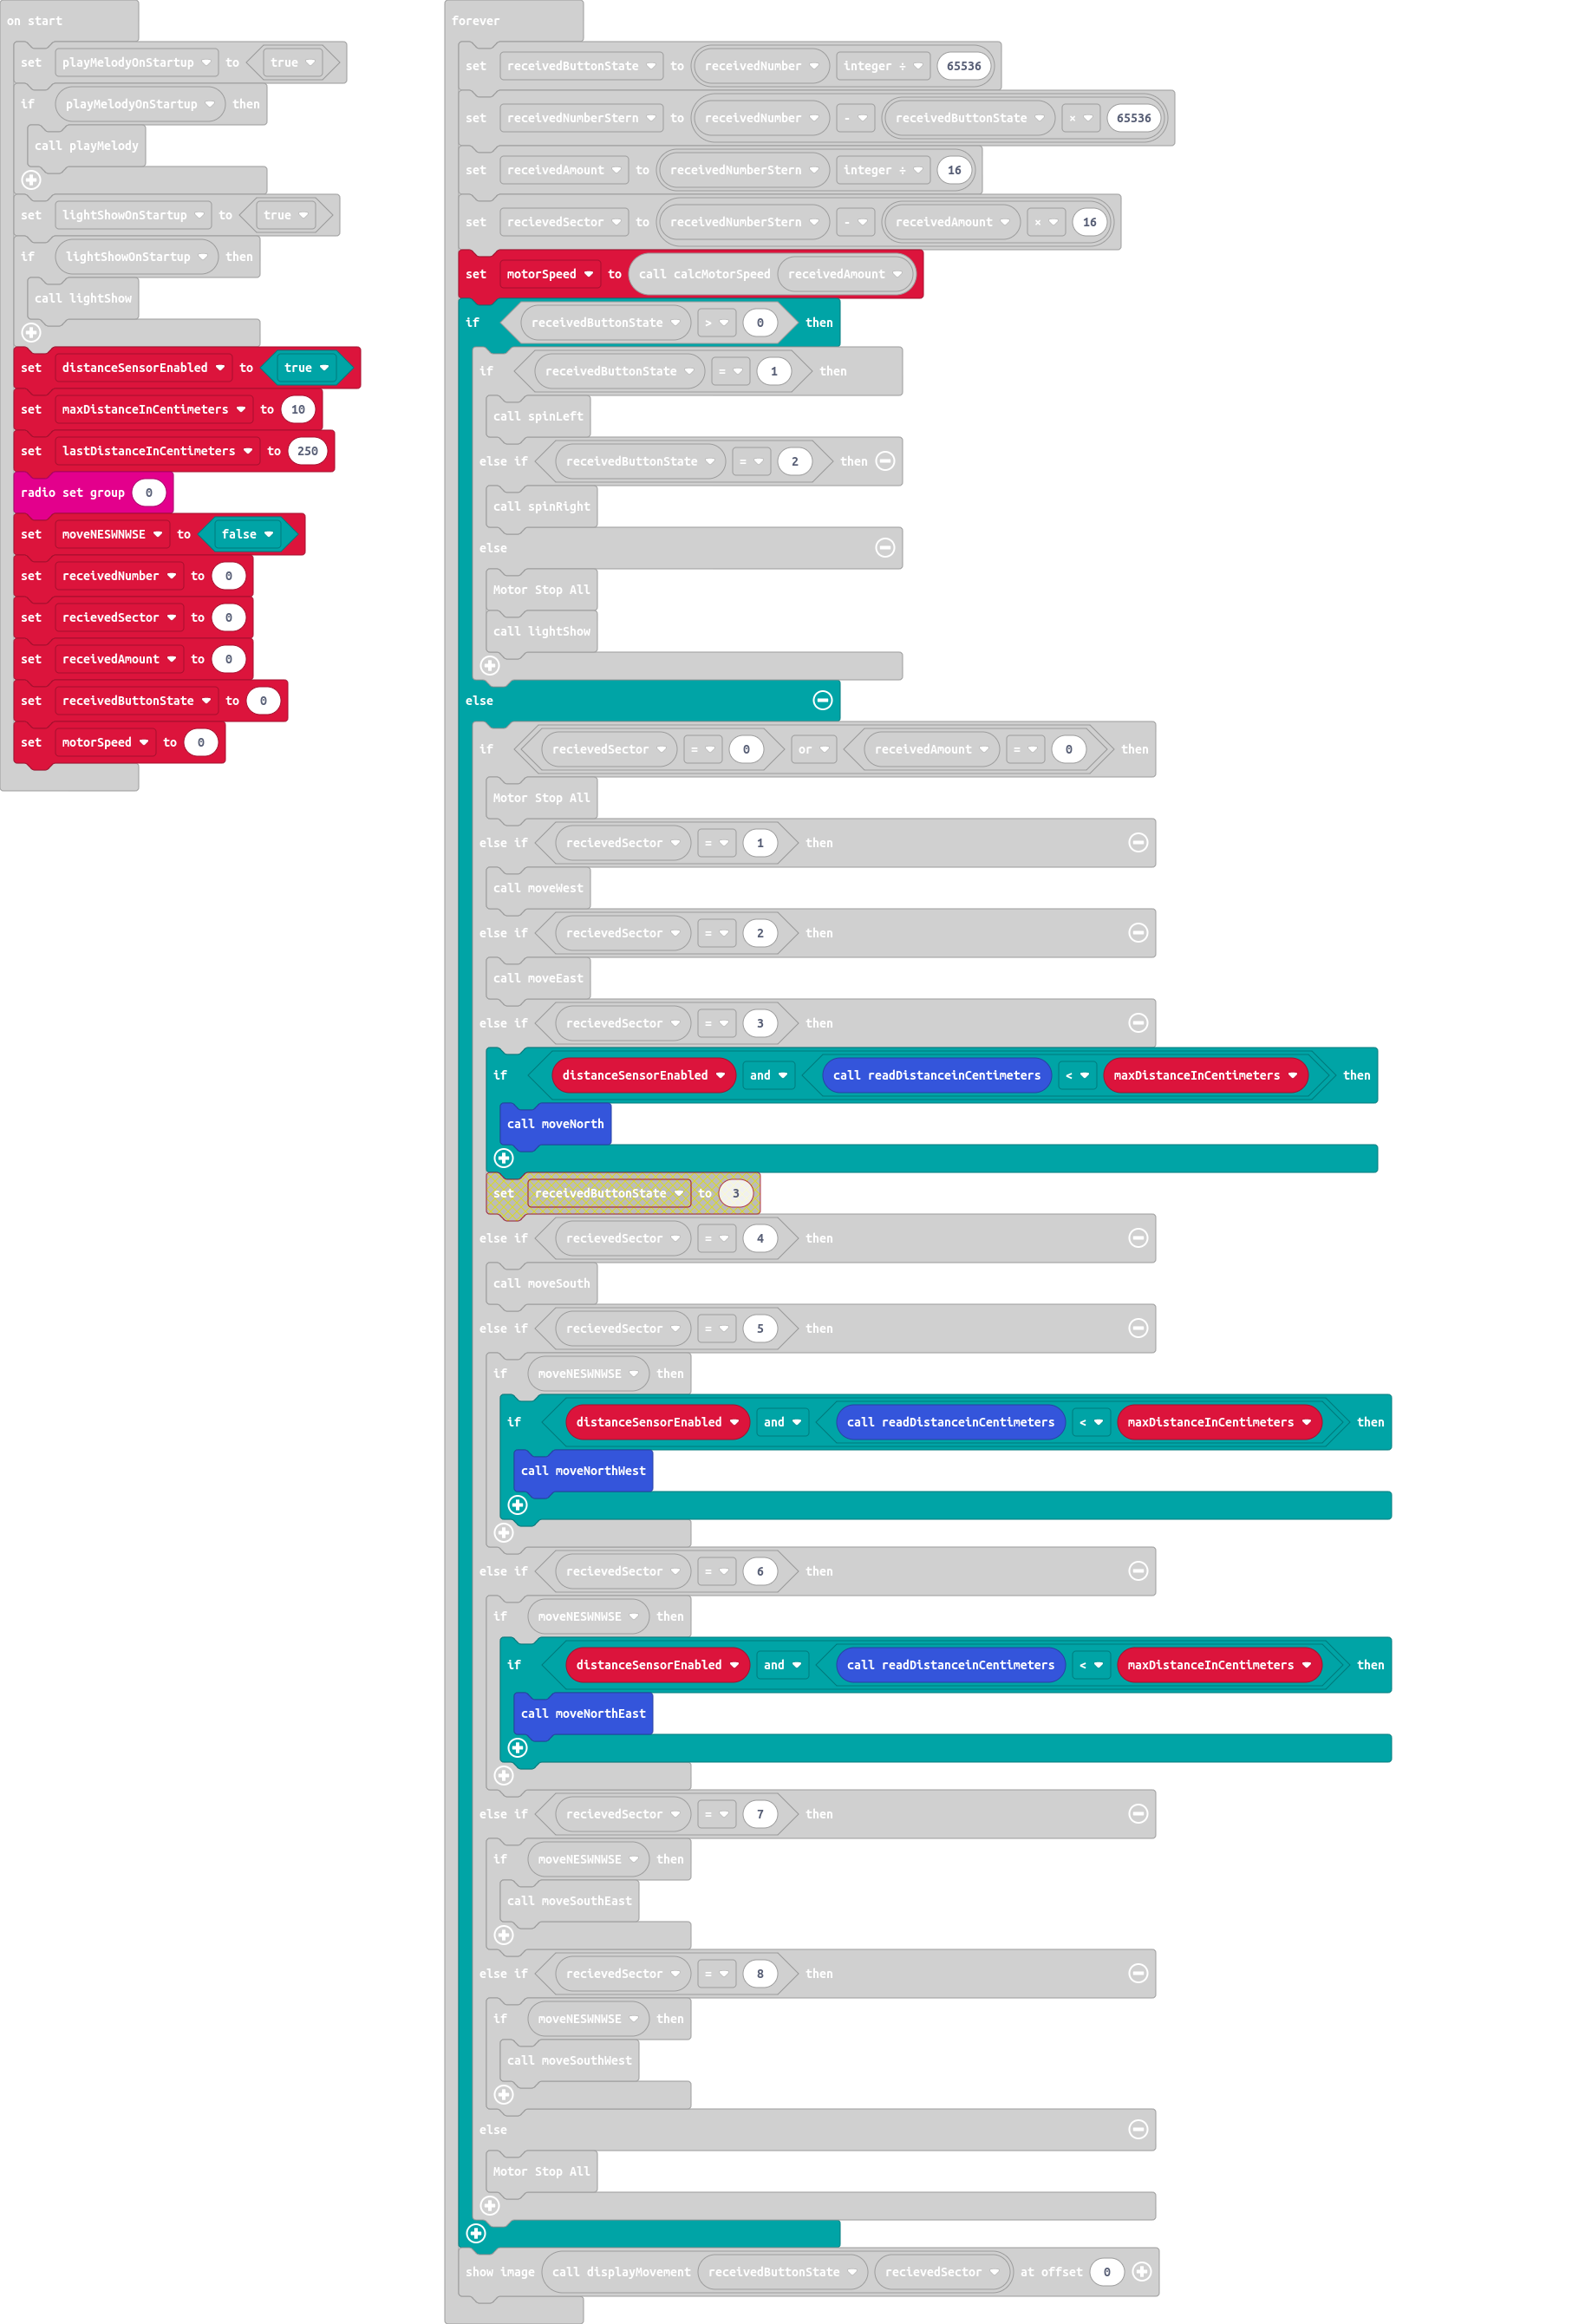 on start
set playMelodyOnStartup to true
if playMelodyOnStartup then
call playMelody
set lightShowOnStartup to true
if lightShowOnStartup then
call lightShow
set distanceSensorEnabled to true
set maxDistanceInCentimeters to 10
set lastDistanceInCentimeters to 250
radio set group 0
set moveNESWNWSE to false
set receivedNumber to 0
set recievedSector to 0
set receivedAmount to 0
set receivedButtonState to 0
set motorSpeed to 0
forever
set receivedButtonState to receivedNumber integer ÷ 65536
set receivedNumberStern to receivedNumber - receivedButtonState × 65536
set receivedAmount to receivedNumberStern integer ÷ 16
set recievedSector to receivedNumberStern - receivedAmount × 16
set motorSpeed to call calcMotorSpeed receivedAmount
if receivedButtonState > 0 then
if receivedButtonState = 1 then
call spinLeft
else if receivedButtonState = 2 then
call spinRight
else
Motor Stop All
call lightShow
else
if recievedSector = 0 or receivedAmount = 0 then
Motor Stop All
else if recievedSector = 1 then
call moveWest
else if recievedSector = 2 then
call moveEast
else if recievedSector = 3 then
if distanceSensorEnabled and call readDistanceinCentimeters < maxDistanceInCentimeters then
call moveNorth
set receivedButtonState to 3
else if recievedSector = 4 then
call moveSouth
else if recievedSector = 5 then
if moveNESWNWSE then
if distanceSensorEnabled and call readDistanceinCentimeters < maxDistanceInCentimeters then
call moveNorthWest
else if recievedSector = 6 then
if moveNESWNWSE then
if distanceSensorEnabled and call readDistanceinCentimeters < maxDistanceInCentimeters then
call moveNorthEast
else if recievedSector = 7 then
if moveNESWNWSE then
call moveSouthEast
else if recievedSector = 8 then
if moveNESWNWSE then
call moveSouthWest
else
Motor Stop All
show image call displayMovement receivedButtonState recievedSector at offset 0